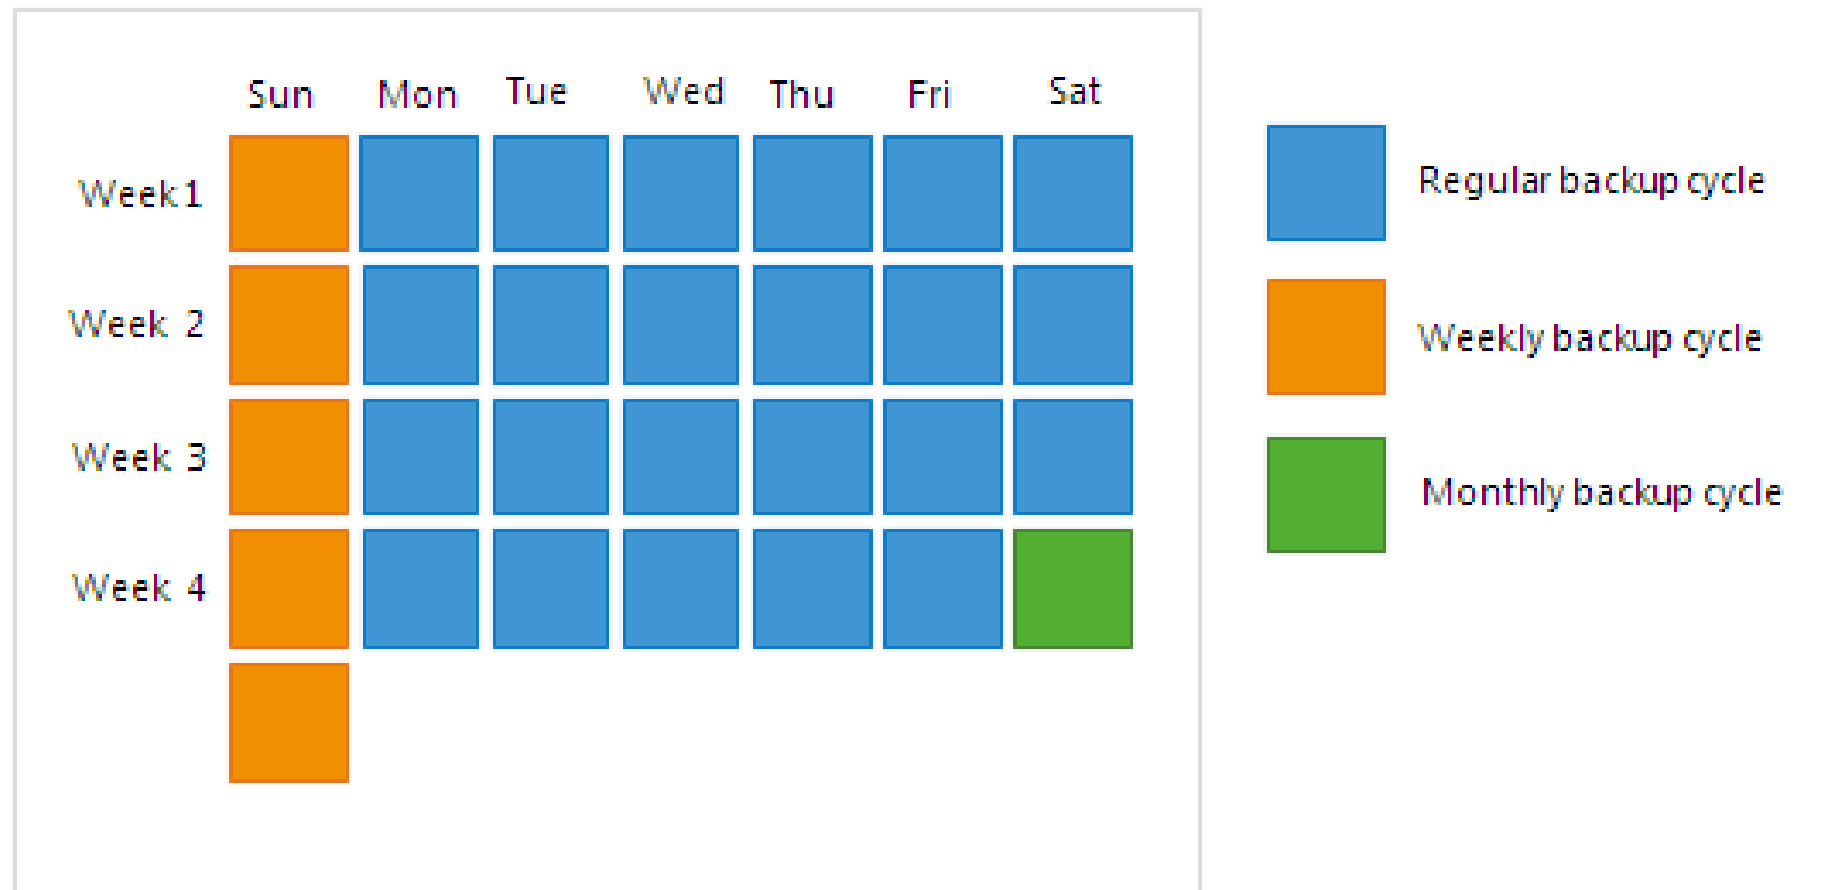 Sun Mon Tue Wed Thu Fri Sat
Week 1
Week 2
Week 3
Week 4
Regular backup cycle
Weekly backup cycle
Monthly backup cycle